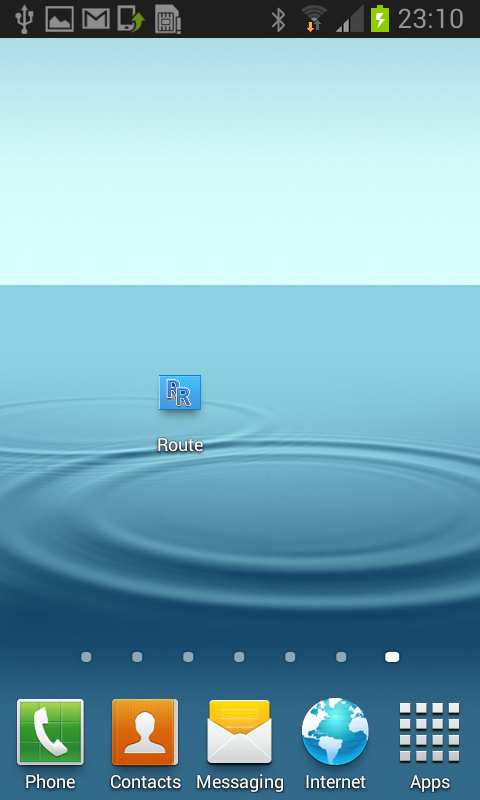 23:10
RR
Route
Phone
Contacts
Messaging
Internet
Apps